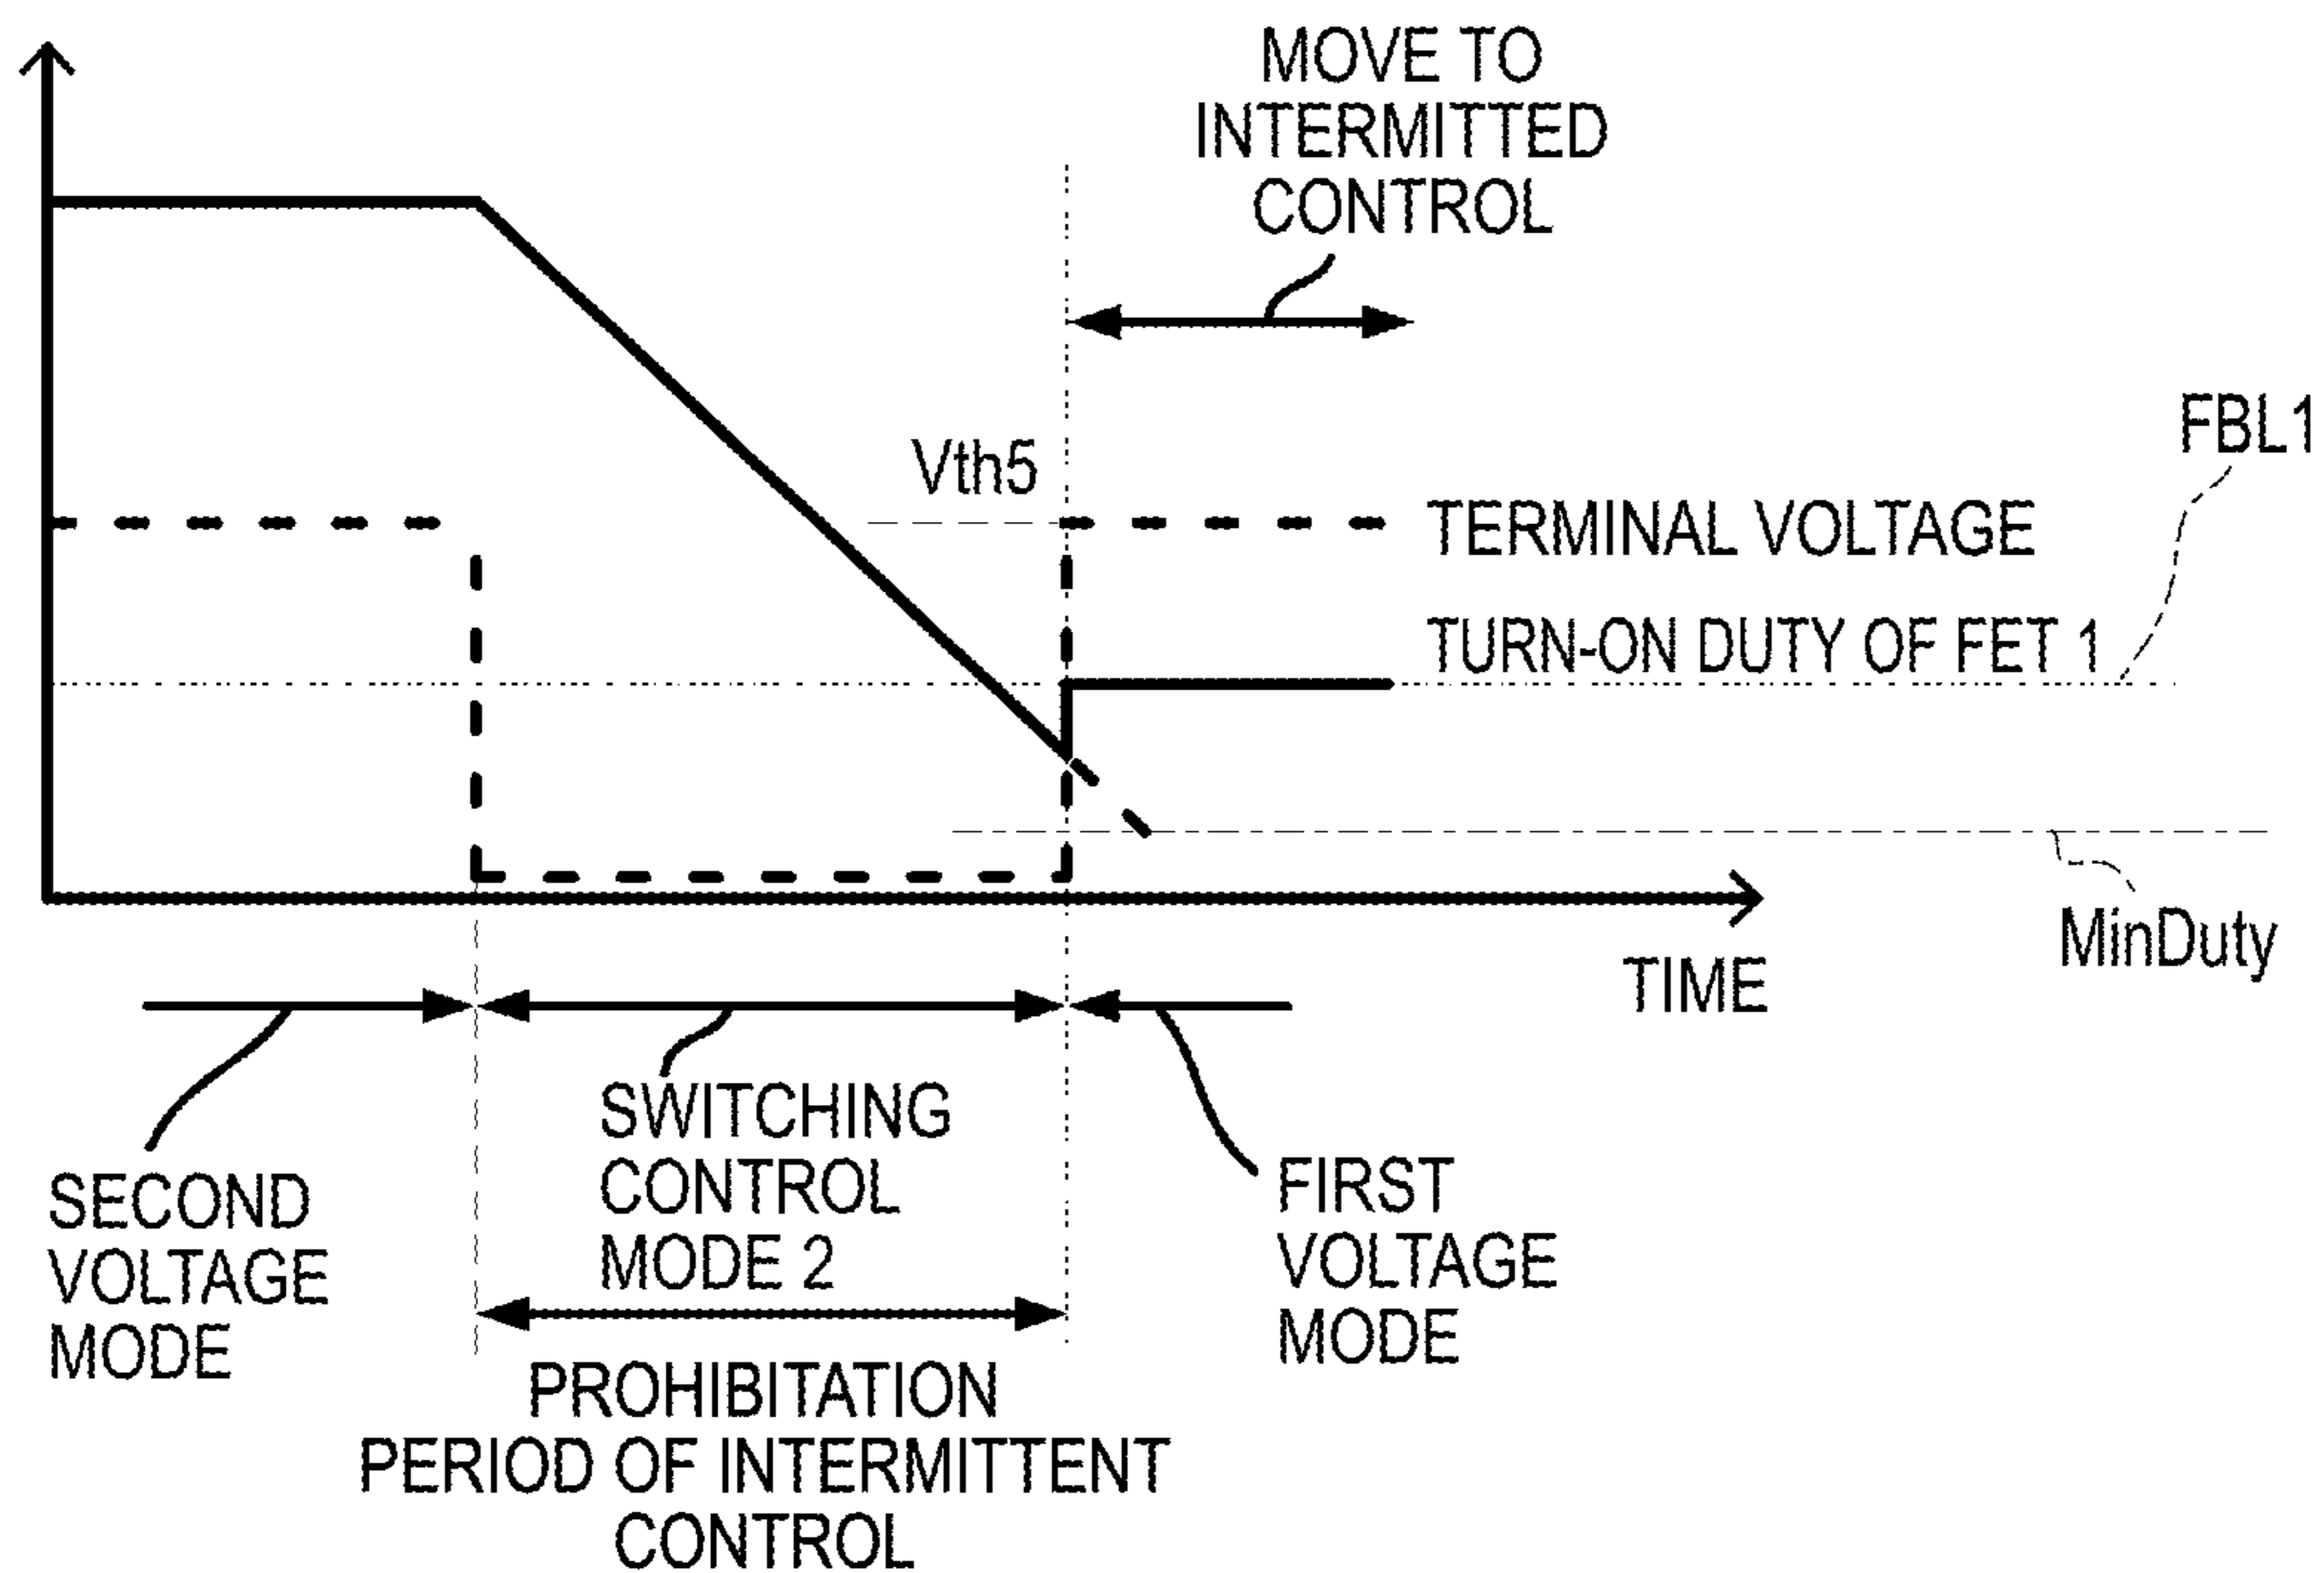 MOVE TO
INTERMITTED
CONTROL
FBL1
Vth5
TERMINAL VOLTAGE
TURN-ON DUTY OF FET 1
MinDuty
TIME
SECOND
VOLTAGE
MODE
SWITCHING
CONTROL
MODE 2
FIRST
VOLTAGE
MODE
PROHIBITATION
PERIOD OF INTERMITTENT
CONTROL